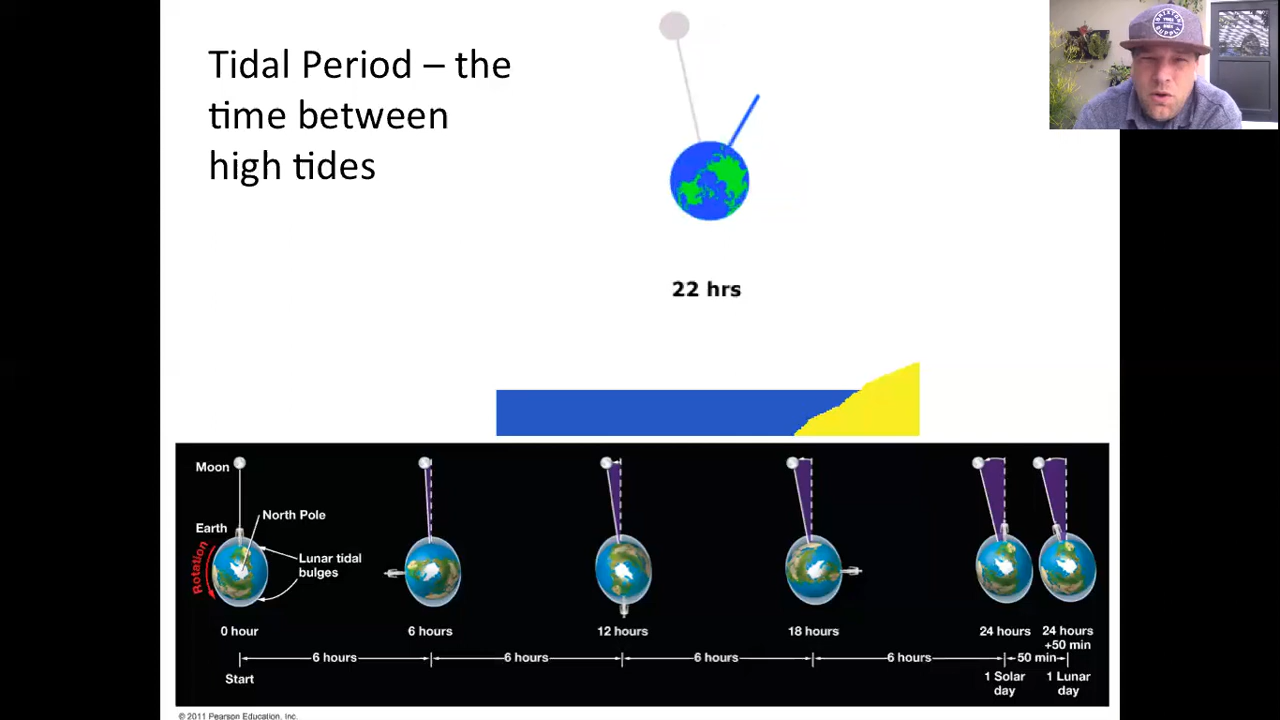 Tidal Period – the
time between
high tides
BRIXTON
SUPPLY
22 hrs
Moon
North Pole
Earth
Rotation
Lunar tidal
bulges
0 hour
6 hours
12 hours
18 hours
24 hours
24 hours
+50 min
6 hours
6 hours
6 hours
6 hours
50 min
Start
1 Solar
day
1 Lunar
day
© 2011 Pearson Education, Inc.